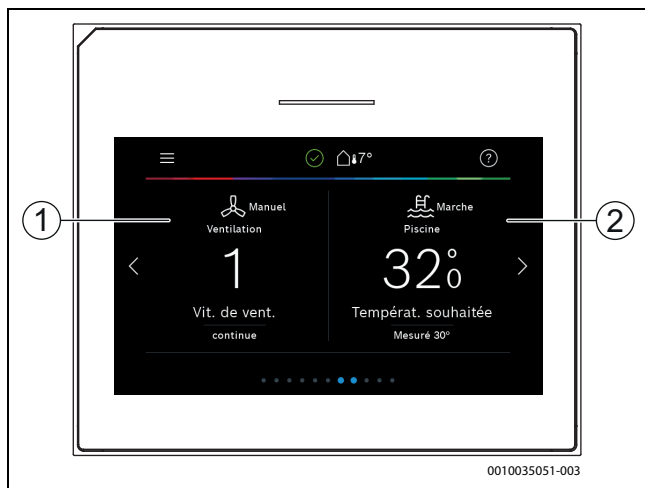 7°
?
Manuel
Ventilation
1
Vit. de vent.
continue
Marche
Piscine
32°0
Températ. souhaitée
Mesuré 30°
1
2
0010035051-003